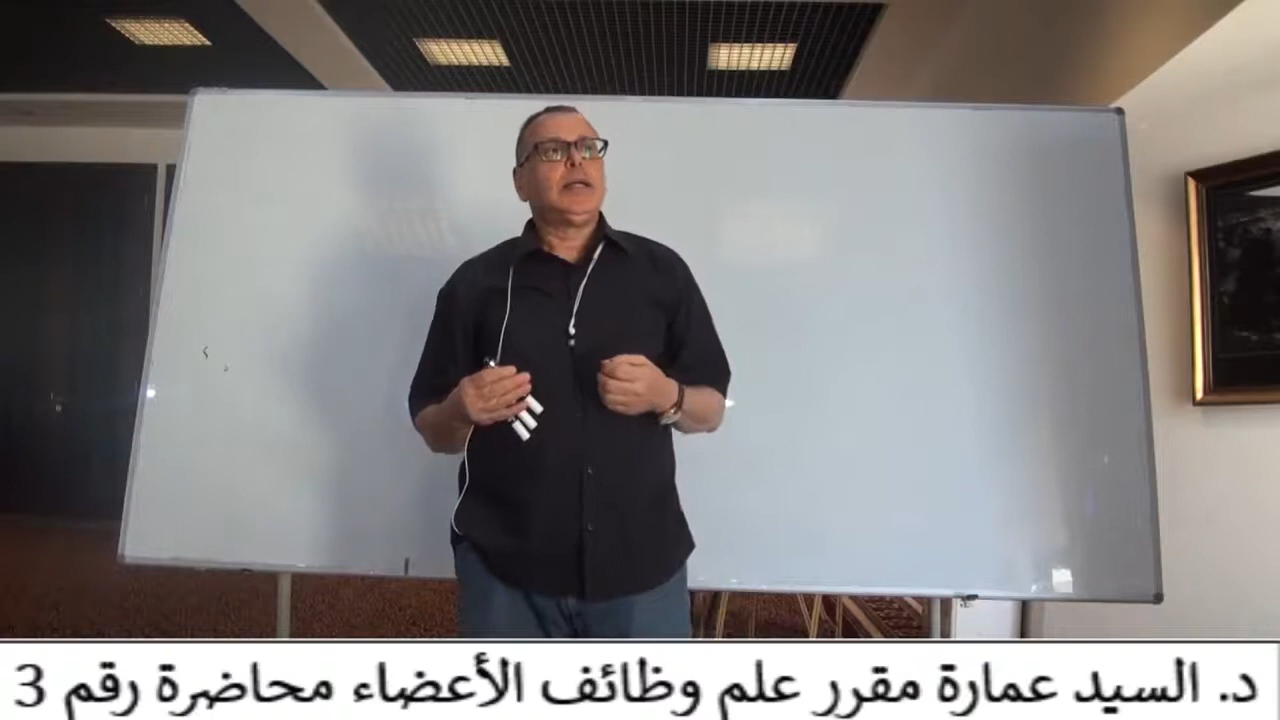 د. السيد عمارة مقرر علم وظائف الأعضاء محاضرة رقم 3